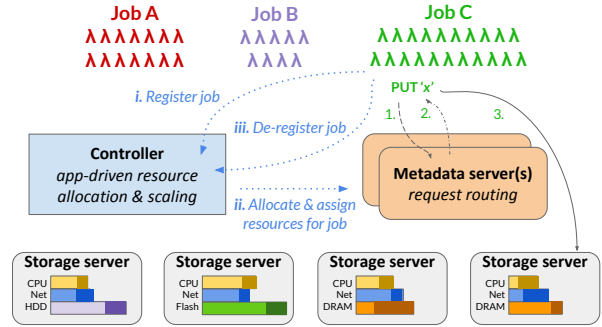 Job A
λλλλλλλ
λλλλλλλ
Job B
λλλλλ
λλλλ
Job C
λλλλλλλλλλ
λλλλλλλλλλλ
PUT 'x'
i. Register job
1.
2.
3.
iii. De-register job
Controller
app-driven resource
allocation & scaling
Metadata server(s)
request routing
ii. Allocate & assign
resources for job
Storage server
CPU
Net
HDD
Storage server
CPU
Net
Flash
Storage server
CPU
Net
DRAM
Storage server
CPU
Net
DRAM